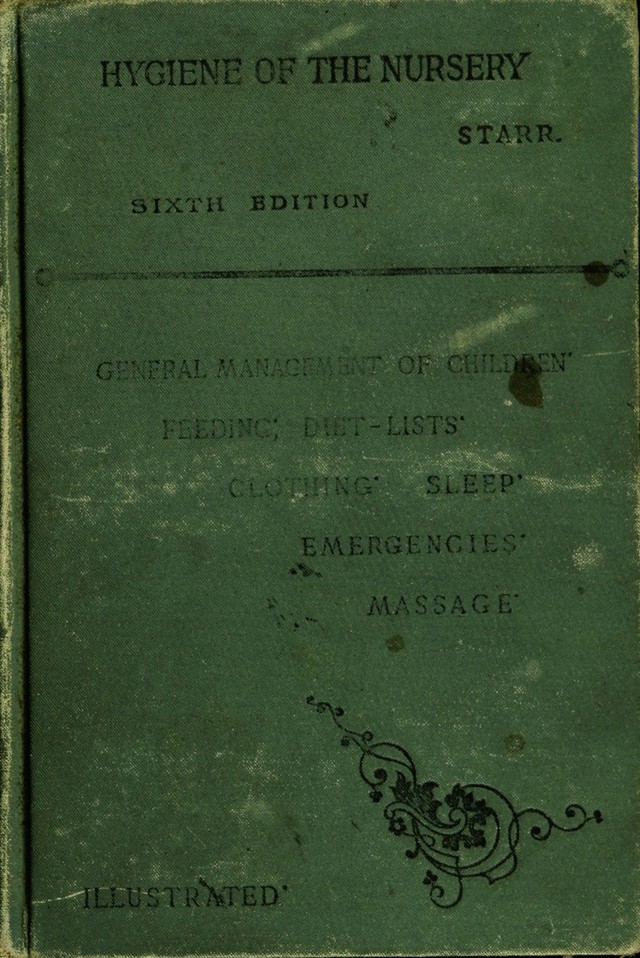 HYGIENE OF THE NURSERY
STARR.
SIXTH EDITION
GENERAL MANAGEMENT OF CHILDREN
FEEDING, DIET-LISTS
CLOTHING SLEEP
EMERGENCIES
MASSAGE
ILLUSTRATED